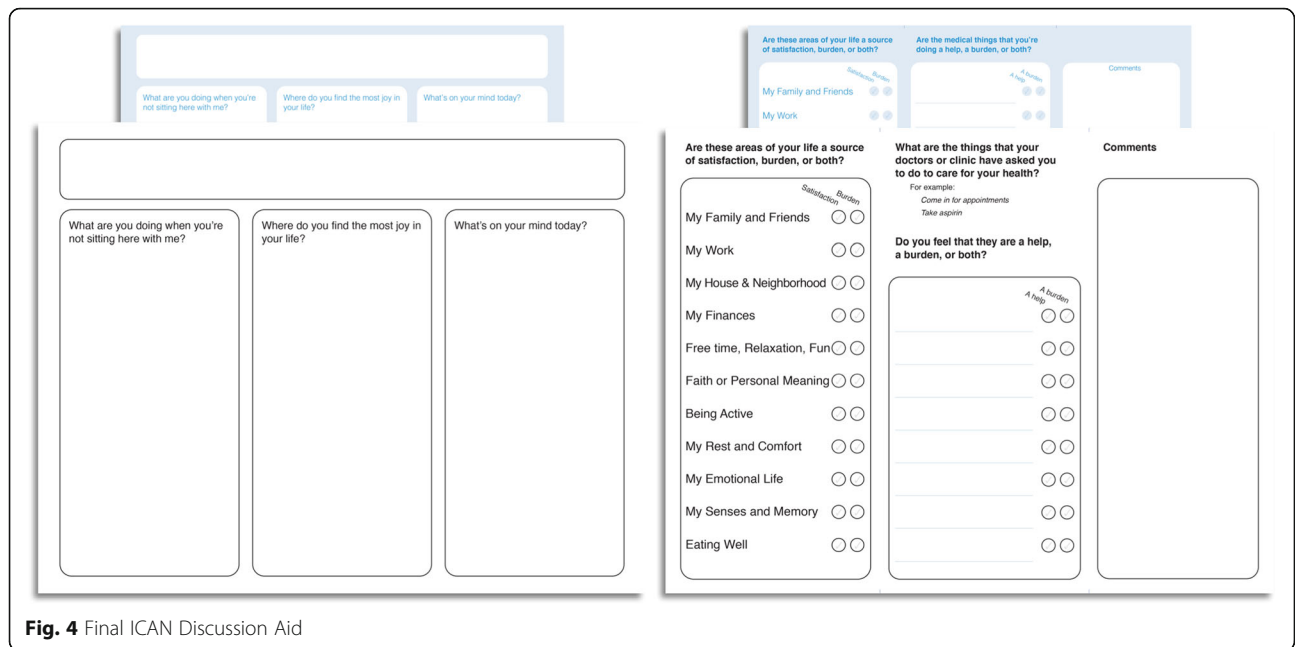 What are you doing when you're
not sitting here with me?
Where do you find the most joy in
your life?
What's on your mind today?
What are you doing when you're
not sitting here with me?
Where do you find the most joy in
your life?
What's on your mind today?
Are these areas of your life a source
of satisfaction, burden, or both?
Satisfaction
Burden
My Family and Friends
My Work
Are the medical things that you're
doing a help, a burden, or both?
A help
A burden
Comments
Are these areas of your life a source
of satisfaction, burden, or both?
Satisfaction
Burden
My Family and Friends
My Work
My House & Neighborhood
My Finances
Free time, Relaxation, Fun
Faith or Personal Meaning
Being Active
My Rest and Comfort
My Emotional Life
My Senses and Memory
Eating Well
What are the things that your
doctors or clinic have asked you
to do to care for your health?
For example:
Come in for appointments
Take aspirin
Do you feel that they are a help,
a burden, or both?
A help
A burden
Comments
Fig. 4 Final ICAN Discussion Aid